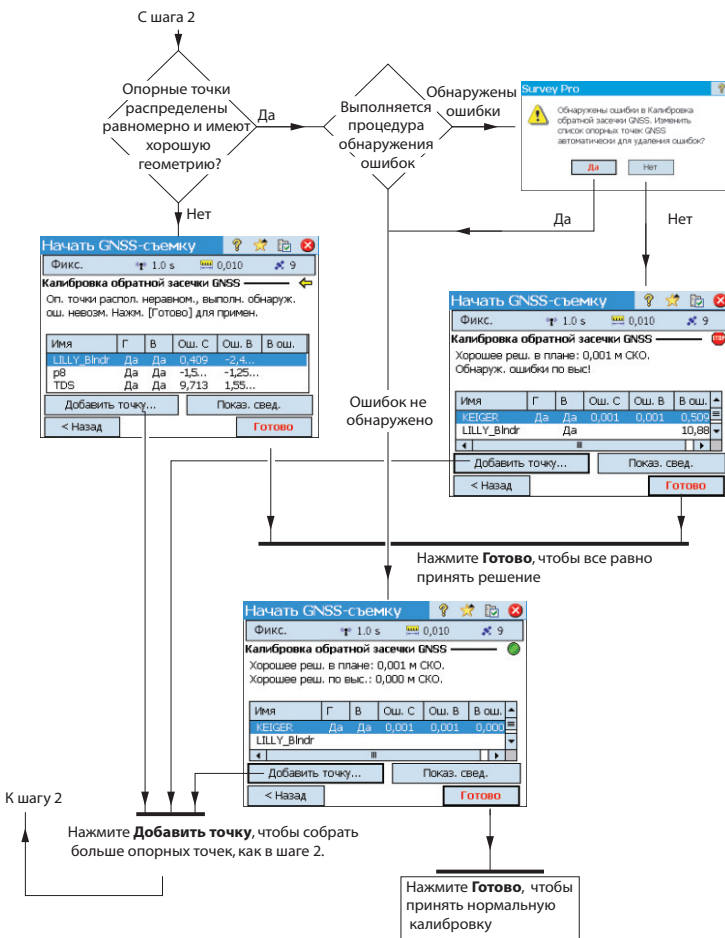 С шага 2
Опорные точки
распределены
равномерно и имеют
хорошую
геометрию?
Да
Выполняется
процедура
обнаружения
ошибок
Обнаружены
ошибки
Survey Pro
Обнаружены ошибки в Калибровка
обратной засечки GNSS. Изменить
список опорных точек GNSS
автоматически для удаления ошибок?
Да Нет
Да
Нет
Нет
Начать GNSS-съемку
Фикс. 1.0 s 0,010 9
Калибровка обратной засечки GNSS
Оп. точки распол. неравном., выполн. обнаруж.
ош. невозм. Нажм. [Готово] для примен.
Имя Г В Ош. С Ош. В В ош.
LILLY_Blndr Да Да 0,409 -2,4...
p8 Да Да -1,5... -1,25...
TDS Да Да 9,713 1,55...
Добавить точку... Показ. свед.
< Назад Готово
Начать GNSS-съемку
Фикс. 1.0 s 0,010 9
Калибровка обратной засечки GNSS
STOP
Хорошее реш. в плане: 0,001 м СКО.
Обнаруж. ошибки по выс!
Имя Г В Ош. С Ош. В В ош.
KEIGER Да Да 0,001 0,001 0,509
LILLY_Blndr Да 10,88
Добавить точку... Показ. свед.
< Назад Готово
Ошибок не
обнаружено
Нажмите Готово, чтобы все равно
принять решение
Начать GNSS-съемку
Фикс. 1.0 s 0,010 9
Калибровка обратной засечки GNSS
Хорошее реш. в плане: 0,001 м СКО.
Хорошее реш. по выс.: 0,000 м СКО.
Имя Г В Ош. С Ош. В В ош.
KEIGER Да Да 0,001 0,001 0,000
LILLY_Blndr
Добавить точку... Показ. свед.
< Назад Готово
К шагу 2
Нажмите Добавить точку, чтобы собрать
больше опорных точек, как в шаге 2.
Нажмите Готово, чтобы
принять нормальную
калибровку